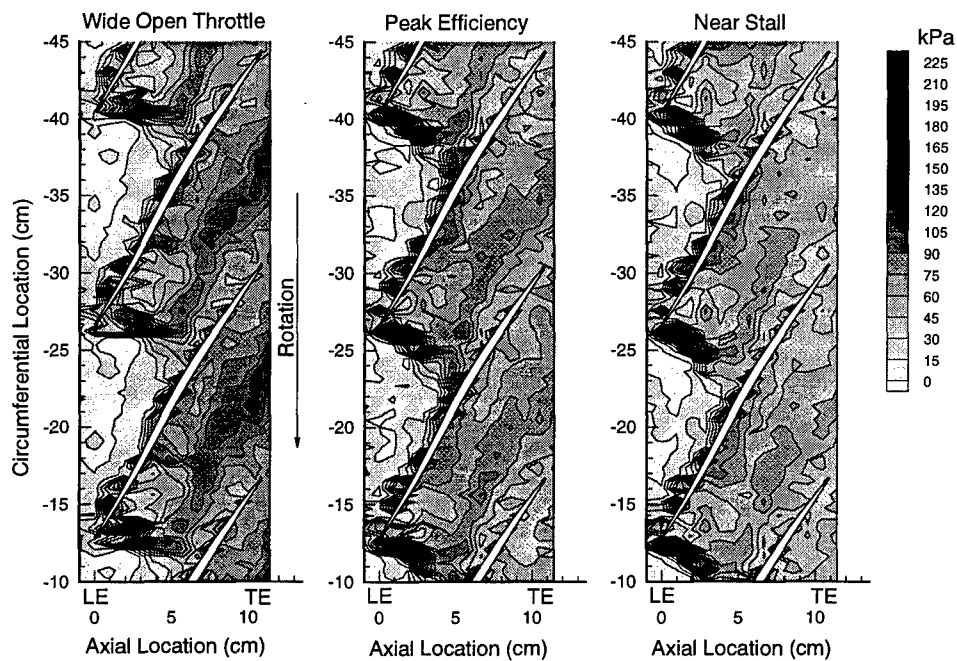 Wide Open Throttle
Peak Efficiency
Near Stall
kPa
-45
-40
-35
-30
-25
-20
-15
-10
Circumferential Location (cm)
Rotation
LE TE
0 5 10
Axial Location (cm)
-45
-40
-35
-30
-25
-20
-15
-10
LE TE
0 5 10
Axial Location (cm)
-45
-40
-35
-30
-25
-20
-15
-10
LE TE
0 5 10
Axial Location (cm)
225
210
195
180
165
150
135
120
105
90
75
60
45
30
15
0